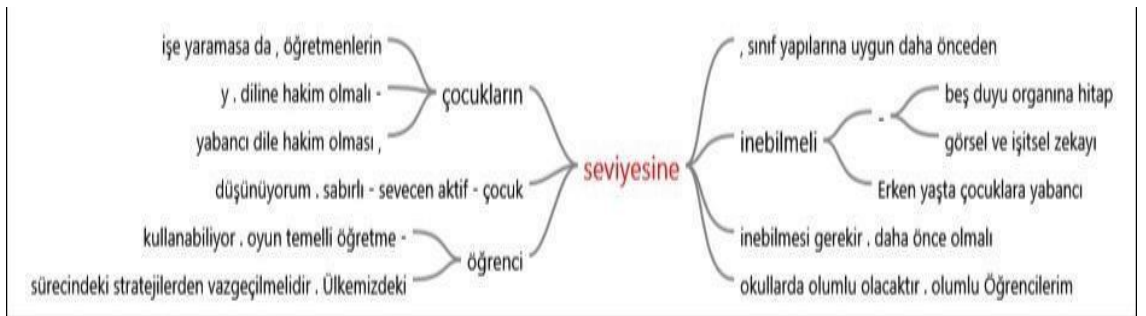 işe yaramasa da , öğretmenlerin
y . diline hakim olmalı -
yabancı dile hakim olması ,
çocukların
düşünüyorum . sabırlı - sevecen aktif - çocuk
kullanabiliyor . oyun temelli öğretme -
sürecindeki stratejilerden vazgeçilmelidir . Ülkemizdeki
öğrenci
seviyesine
, sınıf yapılarına uygun daha önceden
inebilmeli
-
beş duyu organına hitap
görsel ve işitsel zekayı
Erken yaşta çocuklara yabancı
inebilmesi gerekir . daha önce olmalı
okullarda olumlu olacaktır . olumlu Öğrencilerim